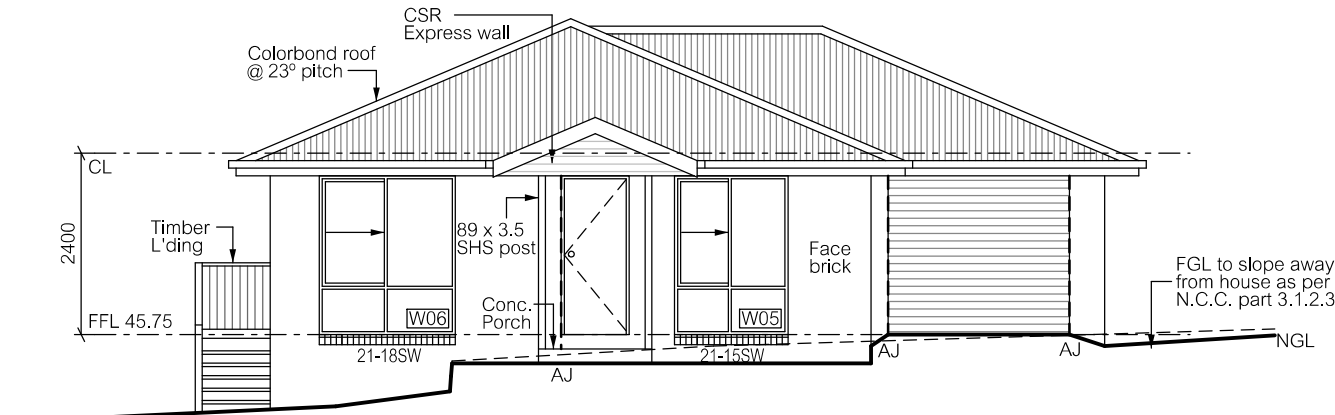 CSR
Express wall
Colorbond roof
@ 23º pitch
CL
2400
Timber
L'ding
89 x 3.5
SHS post
Face
brick
FGL to slope away
from house as per
N.C.C. part 3.1.2.3
Conc.
Porch
W06
W05
FFL 45.75
NGL
21-18SW
21-15SW
AJ
AJ
AJ